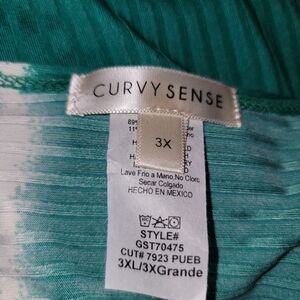 CURVY SENSE
3X
Lave Frio a Mano, No Cloro
Secar Colgado
HECHO EN MEXICO
STYLE#
GST70475
CUT# 7923 PUEB
3XL/3XGrande